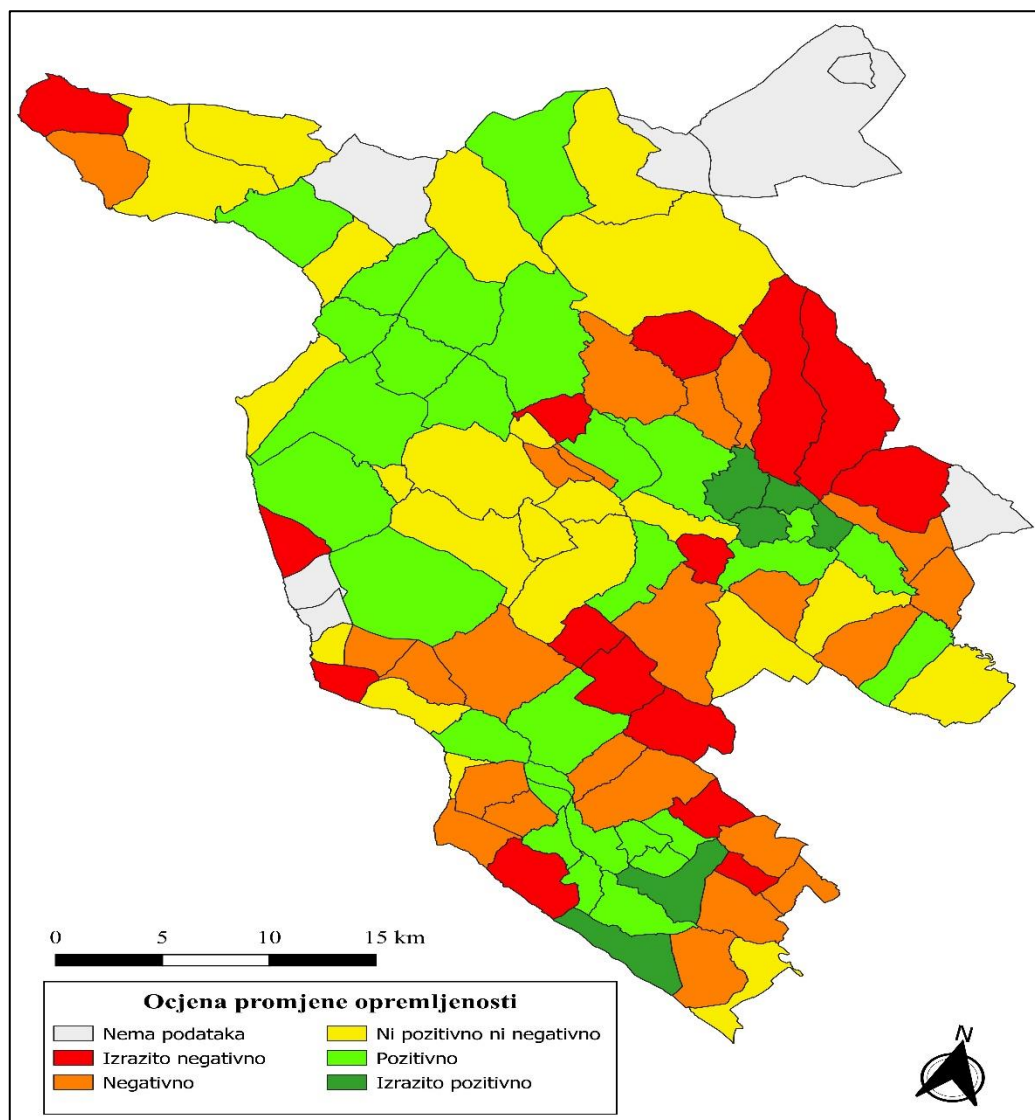 0 5 10 15 km
Ocjena promjene opremljenosti
Nema podataka
Izrazito negativno
Negativno
Ni pozitivno ni negativno
Pozitivno
Izrazito pozitivno
N